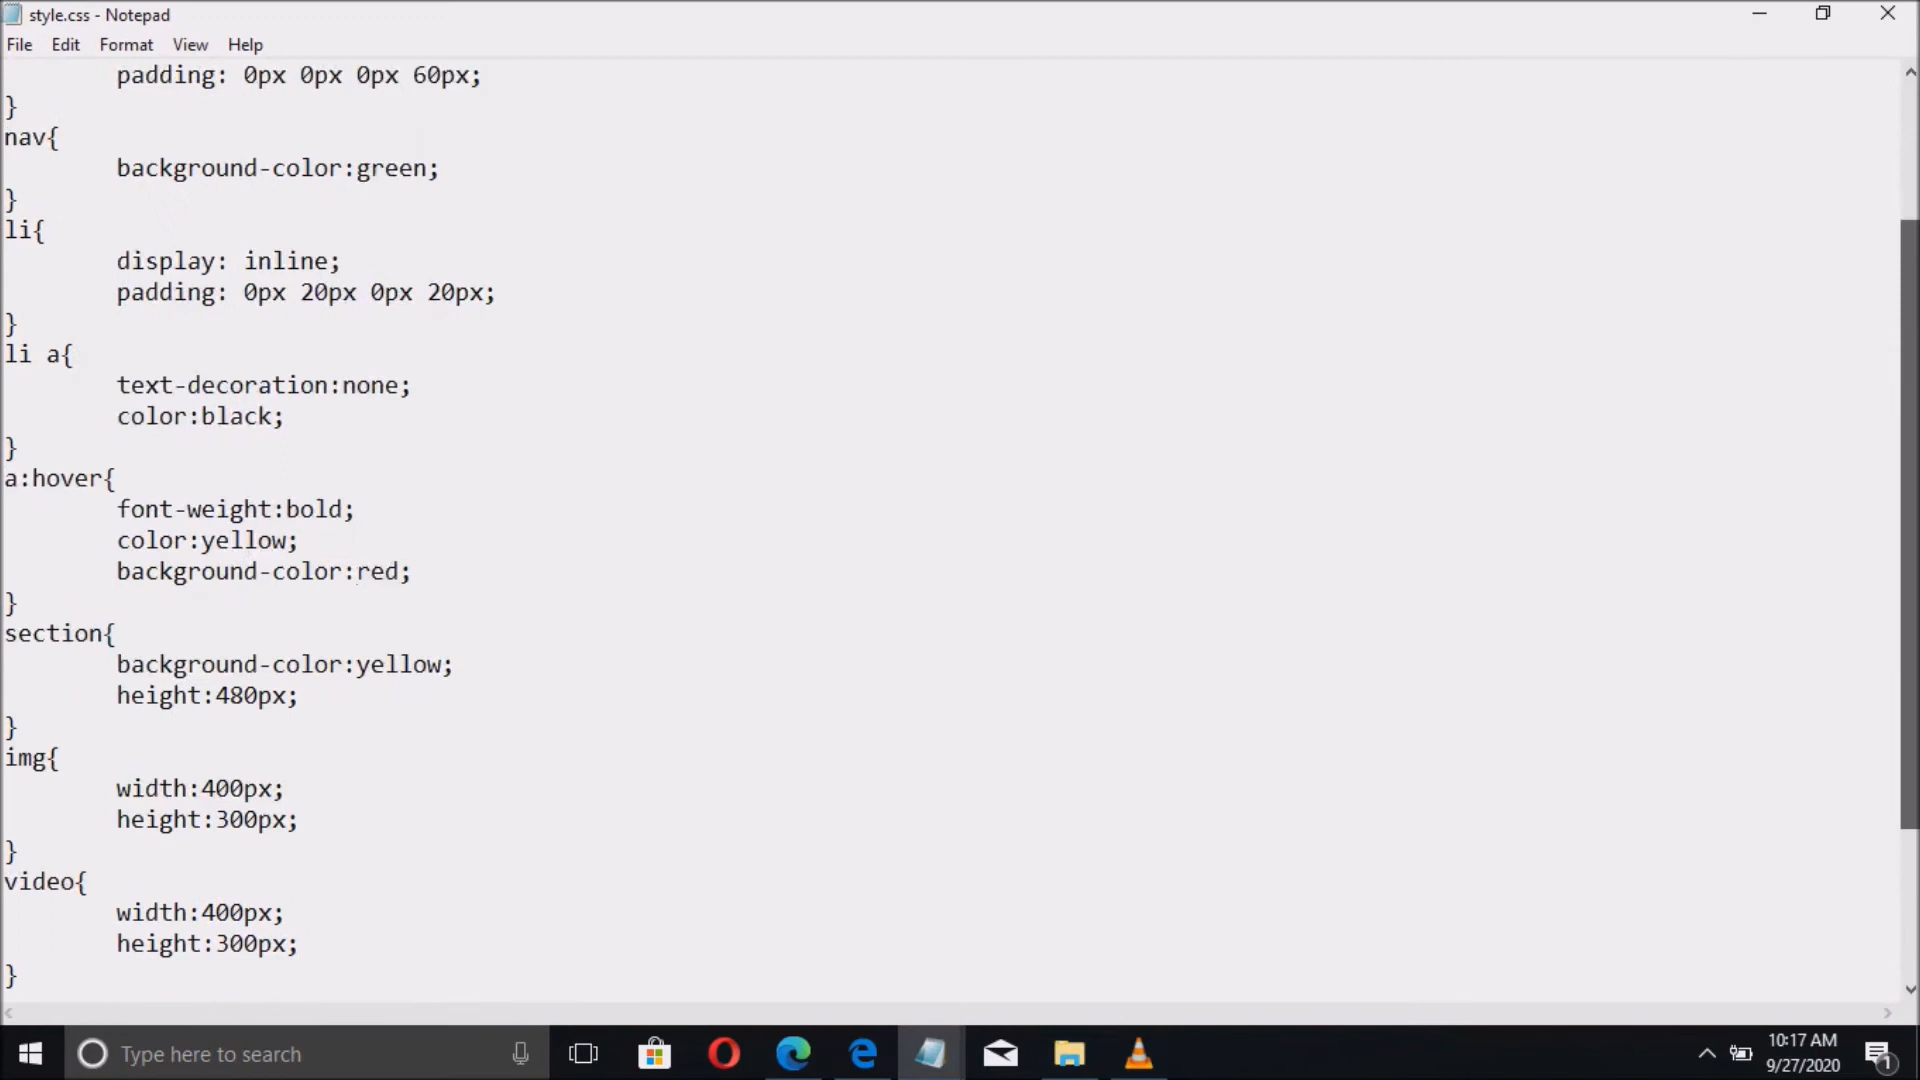 style.css - Notepad
File Edit Format View Help
padding: 0px 0px 0px 60px;
}
nav{
background-color:green;
}
li{
display: inline;
padding: 0px 20px 0px 20px;
}
li a{
text-decoration:none;
color:black;
}
a:hover{
font-weight:bold;
color:yellow;
background-color:red;
}
section{
background-color:yellow;
height:480px;
}
img{
width:400px;
height:300px;
}
video{
width:400px;
height:300px;
}
Type here to search
10:17 AM
9/27/2020
1